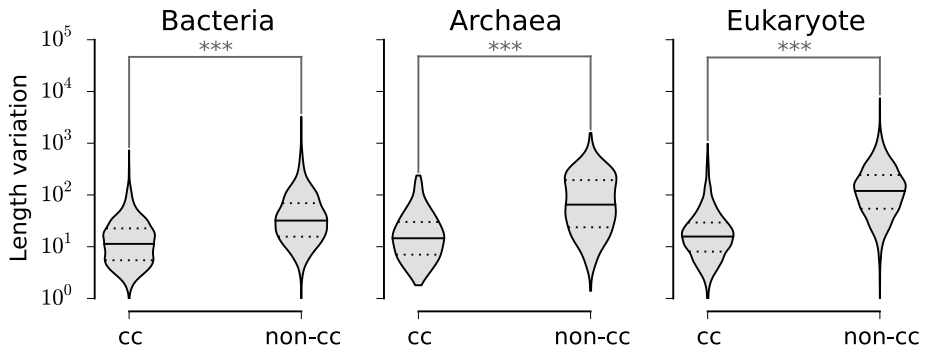 Bacteria Archaea Eukaryote
*** *** ***
Length variation
10^5
10^4
10^3
10^2
10^1
10^0
cc non-cc cc non-cc cc non-cc